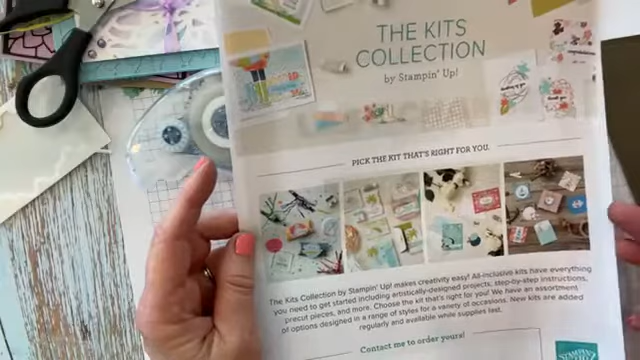 THE KITS
COLLECTION
by Stampin' Up!
PICK THE KIT THAT'S RIGHT FOR YOU.
The Kits Collection by Stampin' Up! makes creativity easy! All-inclusive kits have everything
you need to get started including artistically-designed projects, step-by-step instructions,
precut pieces, and more. Choose the kit that's right for you! We have an assortment
of options designed in a range of styles for a variety of occasions. New kits are added
regularly and available while supplies last.
Contact me to order yours!